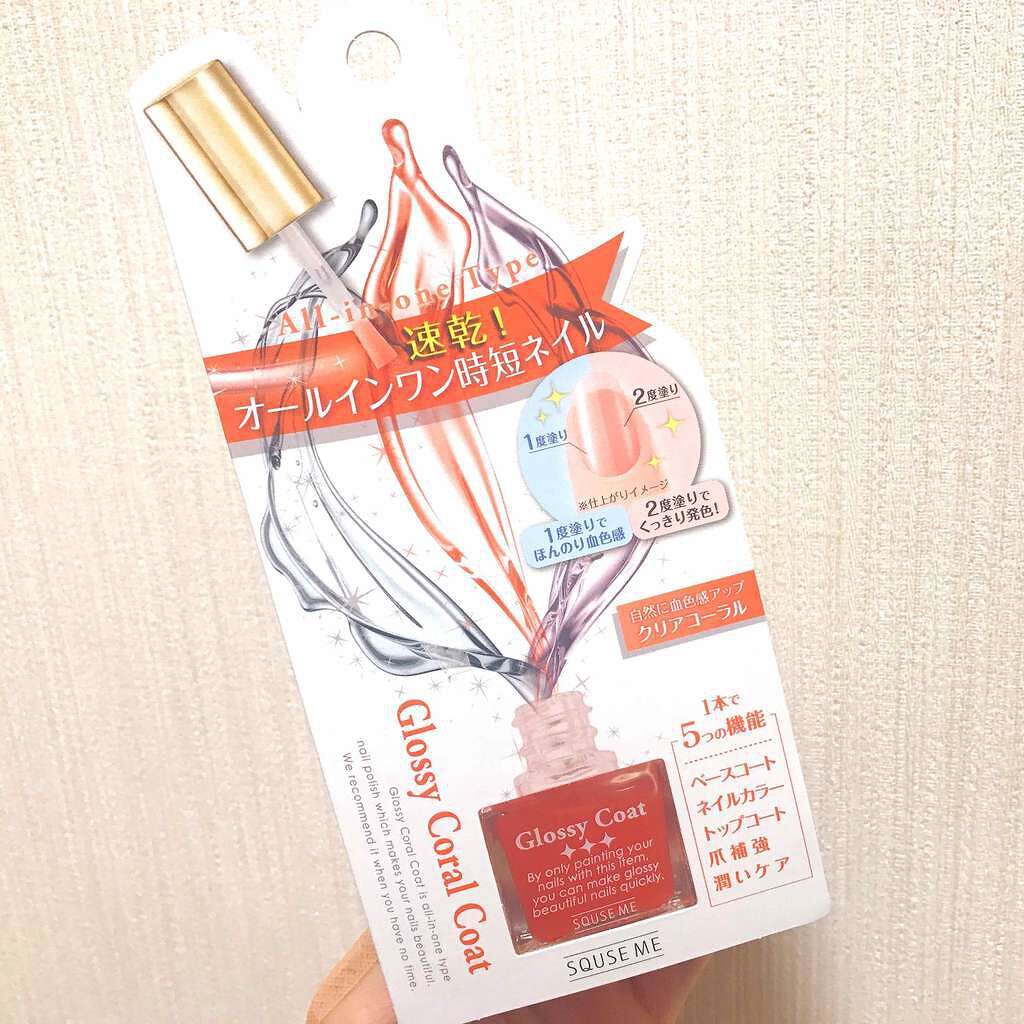 All-in-one Type
速乾!
オールインワン時短ネイル
2度塗り
1度塗り
※仕上がりイメージ
1度塗りで
ほんのり血色感
2度塗りで
くっきり発色!
自然に血色感アップ
クリアコーラル
1本で
5つの機能
ベースコート
ネイルカラー
トップコート
爪補強
潤いケア
Glossy Coral Coat
Glossy Coral Coat is all-in-one type
nail polish which makes your nails beautiful.
We recommend it when you have no time.
Glossy Coat
By only painting your
nails with this item,
you can make glossy
beautiful nails quickly.
SQUSE ME
SQUSE ME